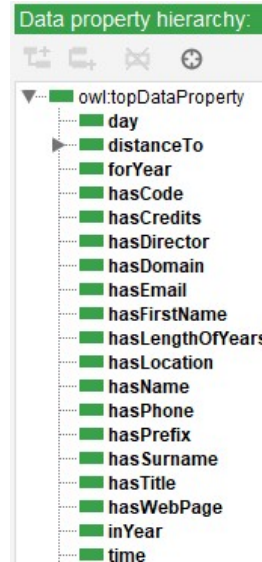 Data property hierarchy:
owl:topDataProperty
day
distanceTo
forYear
hasCode
hasCredits
hasDirector
hasDomain
hasEmail
hasFirstName
hasLengthOfYears
hasLocation
hasName
hasPhone
hasPrefix
hasSurname
hasTitle
hasWebPage
inYear
time